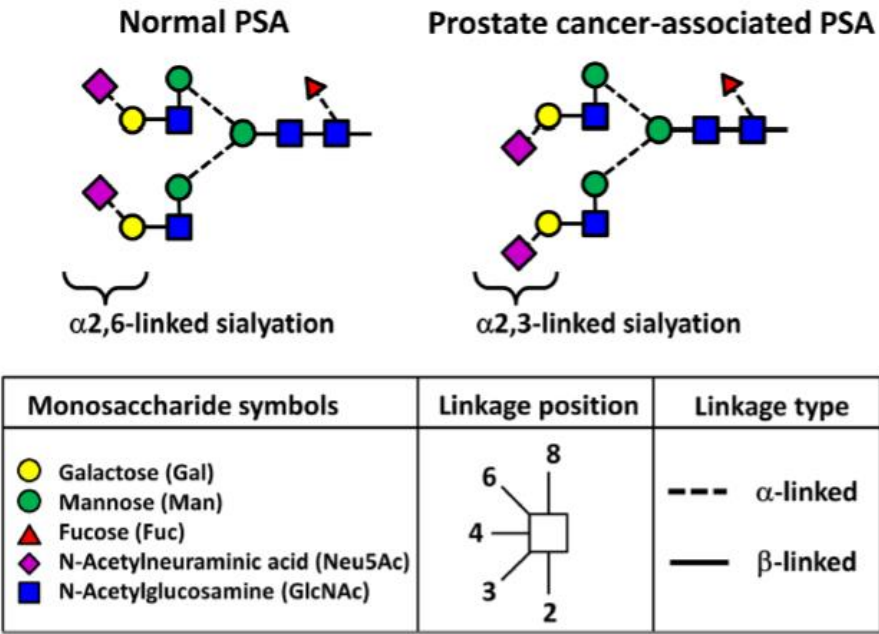 Normal PSA
Prostate cancer-associated PSA
α2,6-linked sialyation
α2,3-linked sialyation
Monosaccharide symbols
Galactose (Gal)
Mannose (Man)
Fucose (Fuc)
N-Acetylneuraminic acid (Neu5Ac)
N-Acetylglucosamine (GlcNAc)
Linkage position
8
6
4
3
2
Linkage type
α-linked
β-linked